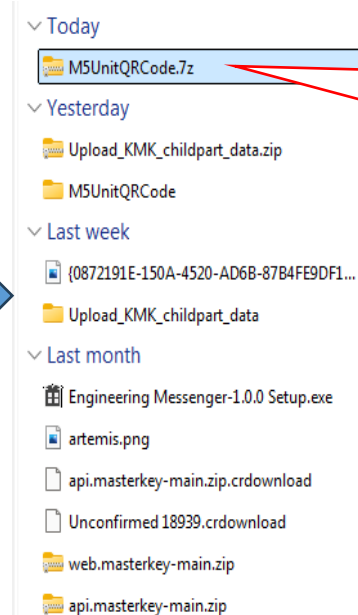 Today
M5UnitQRCode.7z
Yesterday
Upload_KMK_childpart_data.zip
M5UnitQRCode
Last week
{0872191E-150A-4520-AD6B-87B4FE9DF1...
Upload_KMK_childpart_data
Last month
Engineering Messenger-1.0.0 Setup.exe
artemis.png
api.masterkey-main.zip.crdownload
Unconfirmed 18939.crdownload
web.masterkey-main.zip
api.masterkey-main.zip